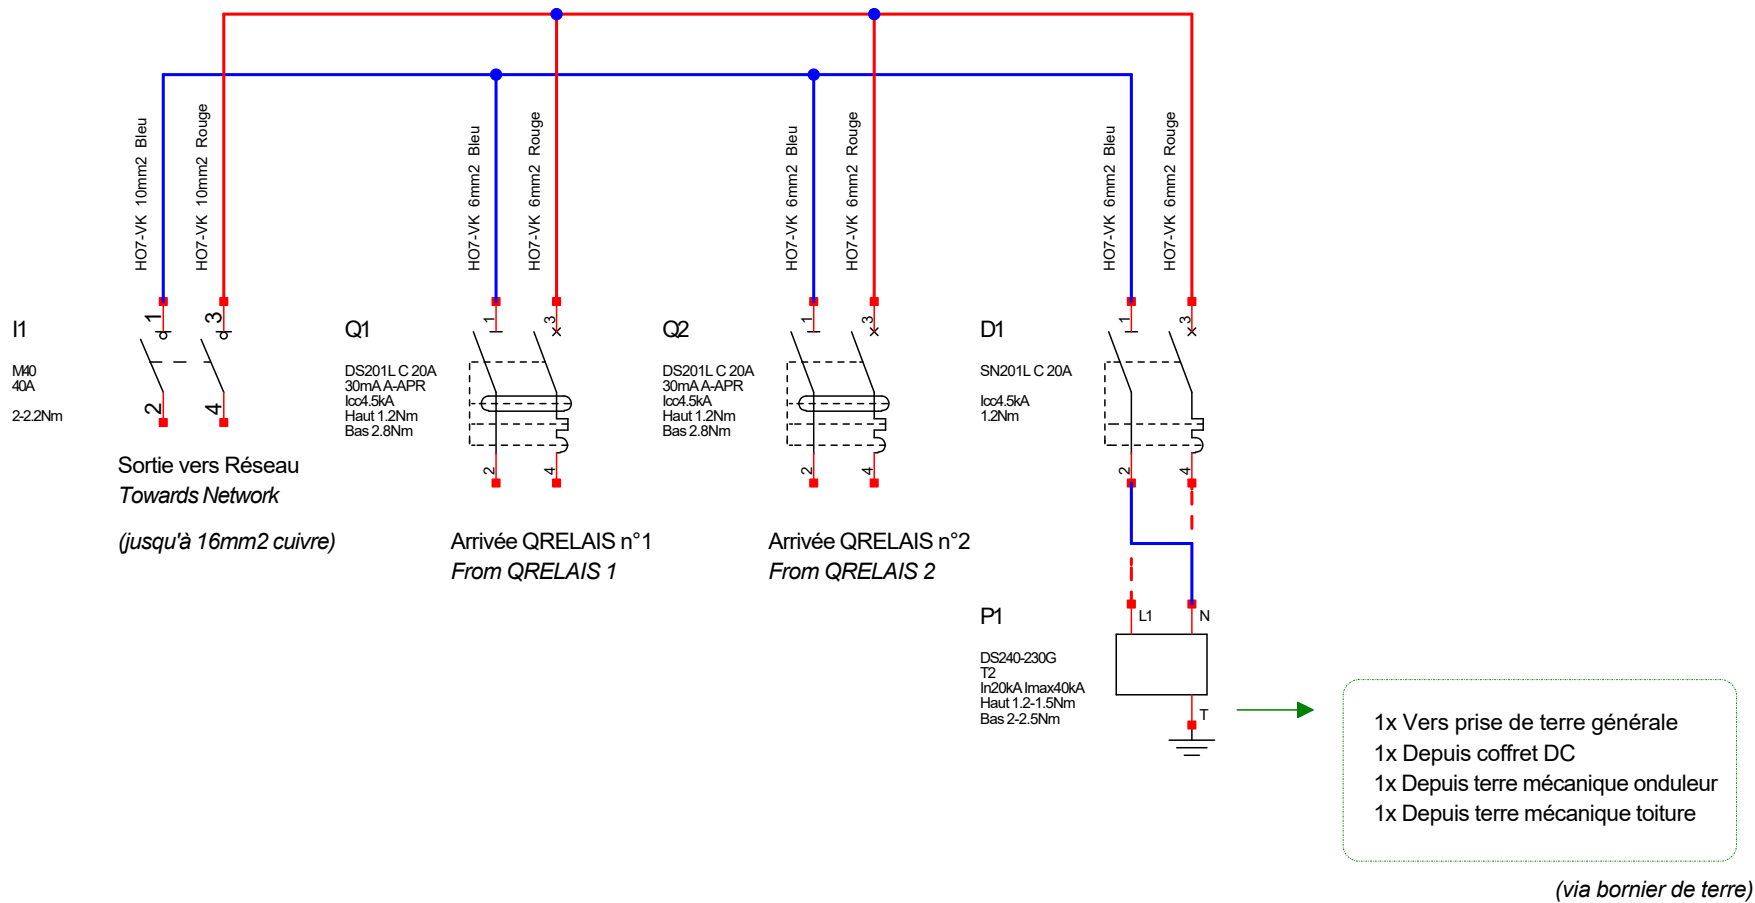 HO7-VK 10mm2 Bleu
HO7-VK 10mm2 Rouge
HO7-VK 6mm2 Bleu
HO7-VK 6mm2 Rouge
HO7-VK 6mm2 Bleu
HO7-VK 6mm2 Rouge
HO7-VK 6mm2 Bleu
HO7-VK 6mm2 Rouge
I1
M40
40A
2-2.2Nm
1
3
2
4
Sortie vers Réseau
Towards Network
(jusqu'à 16mm2 cuivre)
Q1
DS201L C 20A
30mA A-APR
Icc4.5kA
Haut 1.2Nm
Bas 2.8Nm
1
3
2
4
Arrivée QRELAIS n°1
From QRELAIS 1
Q2
DS201L C 20A
30mA A-APR
Icc4.5kA
Haut 1.2Nm
Bas 2.8Nm
1
3
2
4
Arrivée QRELAIS n°2
From QRELAIS 2
D1
SN201L C 20A
Icc4.5kA
1.2Nm
1
3
2
4
P1
DS240-230G
T2
In20kA Imax40kA
Haut 1.2-1.5Nm
Bas 2-2.5Nm
L1
N
T
1x Vers prise de terre générale
1x Depuis coffret DC
1x Depuis terre mécanique onduleur
1x Depuis terre mécanique toiture
(via bornier de terre)